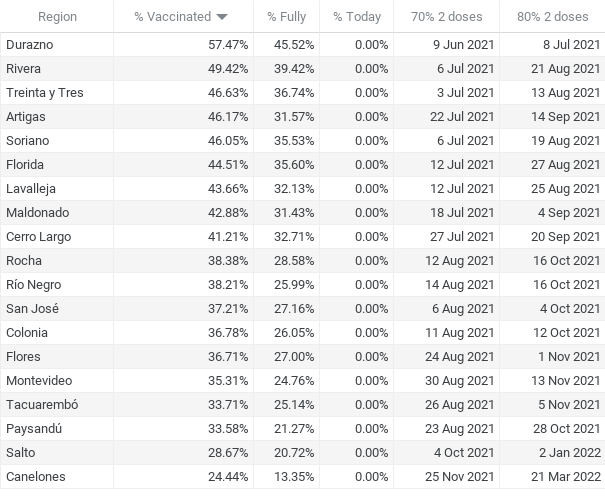 Region % Vaccinated % Fully % Today 70% 2 doses 80% 2 doses
Durazno 57.47% 45.52% 0.00% 9 Jun 2021 8 Jul 2021
Rivera 49.42% 39.42% 0.00% 6 Jul 2021 21 Aug 2021
Treinta y Tres 46.63% 36.74% 0.00% 3 Jul 2021 13 Aug 2021
Artigas 46.17% 31.57% 0.00% 22 Jul 2021 14 Sep 2021
Soriano 46.05% 35.53% 0.00% 6 Jul 2021 19 Aug 2021
Florida 44.51% 35.60% 0.00% 12 Jul 2021 27 Aug 2021
Lavalleja 43.66% 32.13% 0.00% 12 Jul 2021 25 Aug 2021
Maldonado 42.88% 31.43% 0.00% 18 Jul 2021 4 Sep 2021
Cerro Largo 41.21% 32.71% 0.00% 27 Jul 2021 20 Sep 2021
Rocha 38.38% 28.58% 0.00% 12 Aug 2021 16 Oct 2021
Río Negro 38.21% 25.99% 0.00% 14 Aug 2021 16 Oct 2021
San José 37.21% 27.16% 0.00% 6 Aug 2021 4 Oct 2021
Colonia 36.78% 26.05% 0.00% 11 Aug 2021 12 Oct 2021
Flores 36.71% 27.00% 0.00% 24 Aug 2021 1 Nov 2021
Montevideo 35.31% 24.76% 0.00% 30 Aug 2021 13 Nov 2021
Tacuarembó 33.71% 25.14% 0.00% 26 Aug 2021 5 Nov 2021
Paysandú 33.58% 21.27% 0.00% 23 Aug 2021 28 Oct 2021
Salto 28.67% 20.72% 0.00% 4 Oct 2021 2 Jan 2022
Canelones 24.44% 13.35% 0.00% 25 Nov 2021 21 Mar 2022